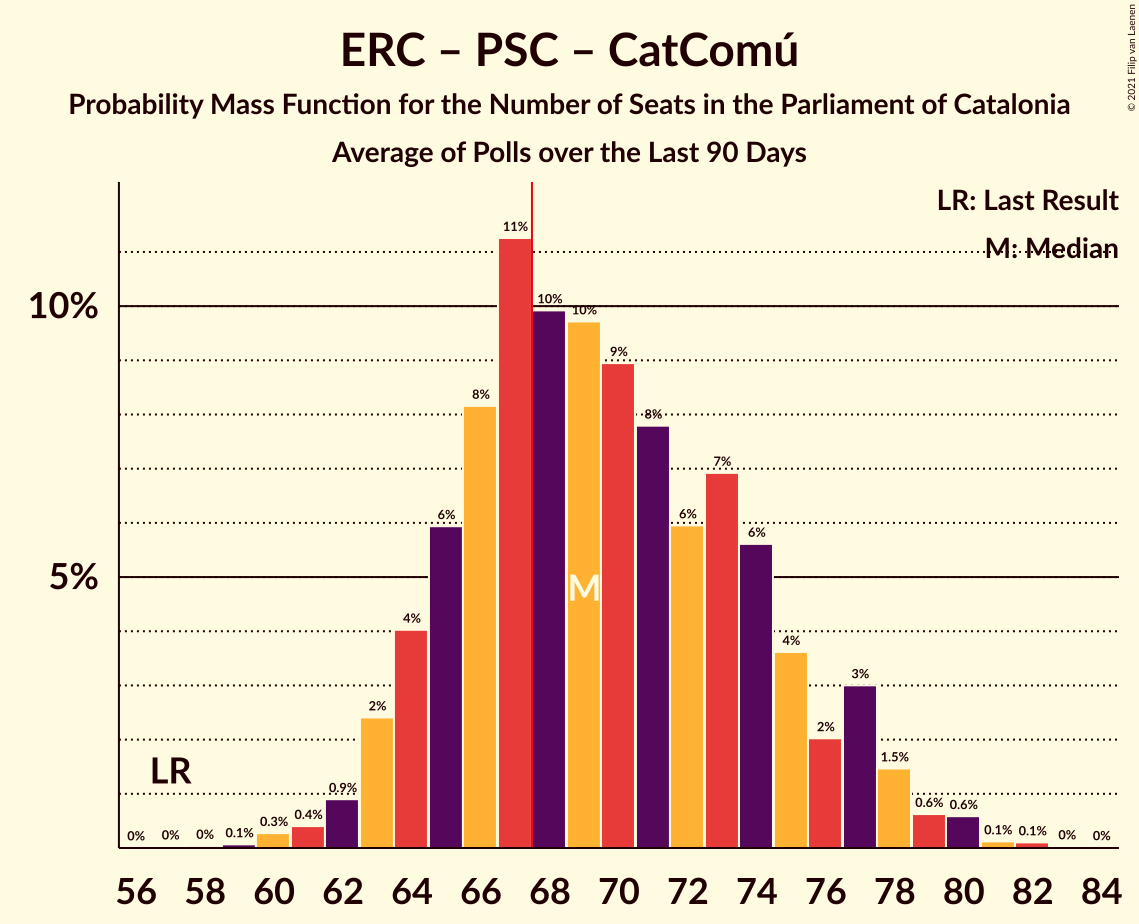 ERC – PSC – CatComú
Probability Mass Function for the Number of Seats in the Parliament of Catalonia
Average of Polls over the Last 90 Days
© 2021 Filip van Laenen
LR: Last Result
M: Median
10%
5%
0% 0% 0% 0.1% 0.3% 0.4% 0.9% 2% 4% 6% 8% 11% 10% 10% 9% 8% 6% 7% 6% 4% 2% 3% 1.5% 0.6% 0.6% 0.1% 0.1% 0% 0%
M
LR
56 58 60 62 64 66 68 70 72 74 76 78 80 82 84